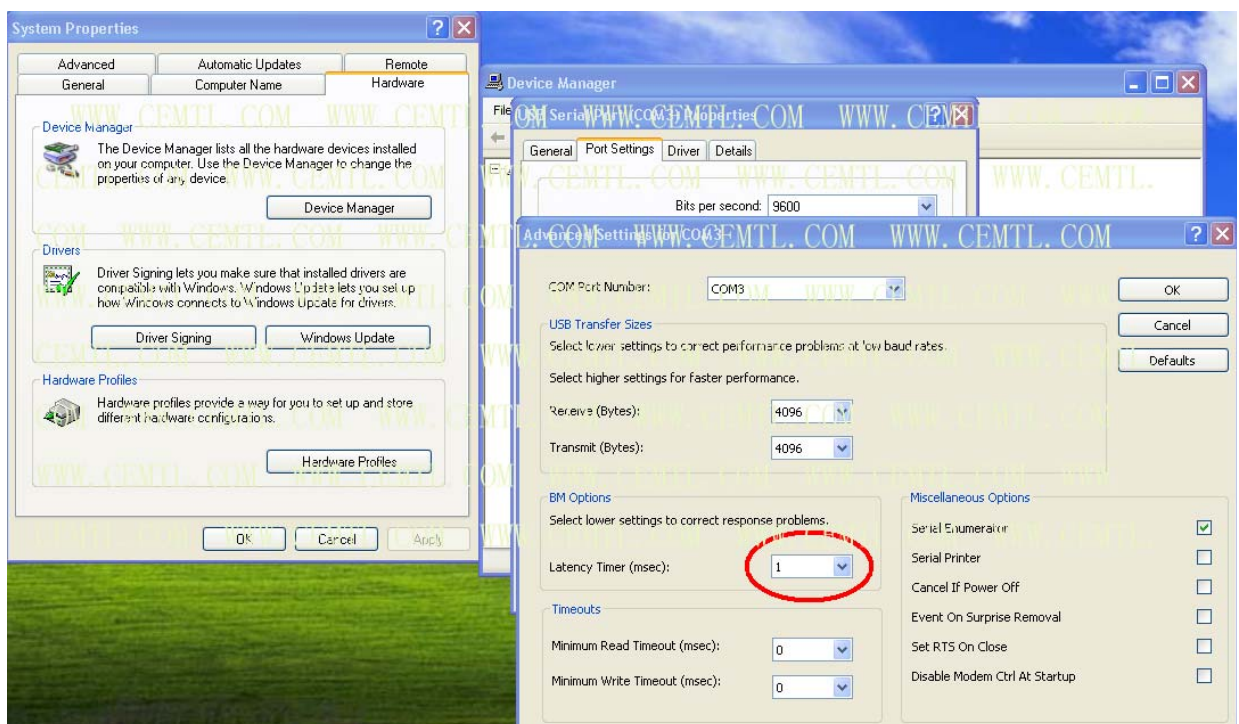 System Properties
Advanced
Automatic Updates
Remote
General
Computer Name
Hardware
Device Manager
The Device Manager lists all the hardware devices installed
on your computer. Use the Device Manager to change the
properties of any device.
Device Manager
Drivers
Driver Signing lets you make sure that installed drivers are
compatible with Windows. Windows Update lets you set up
how Windows connects to Windows Update for drivers.
Driver Signing
Windows Update
Hardware Profiles
Hardware profiles provide a way for you to set up and store
different hardware configurations.
Hardware Profiles
OK
Cancel
Apply
Device Manager
File
USB Serial Port (COM3) Properties
General
Port Settings
Driver
Details
Bits per second: 9600
Advanced Settings for COM3
COM Port Number: COM3
OK
Cancel
Defaults
USB Transfer Sizes
Select lower settings to correct performance problems at low baud rates.
Select higher settings for faster performance.
Receive (Bytes): 4096
Transmit (Bytes): 4096
BM Options
Select lower settings to correct response problems.
Latency Timer (msec): 1
Timeouts
Minimum Read Timeout (msec): 0
Minimum Write Timeout (msec): 0
Miscellaneous Options
Serial Enumerator
Serial Printer
Cancel If Power Off
Event On Surprise Removal
Set RTS On Close
Disable Modem Ctrl At Startup
WWW. CEMTL. COM